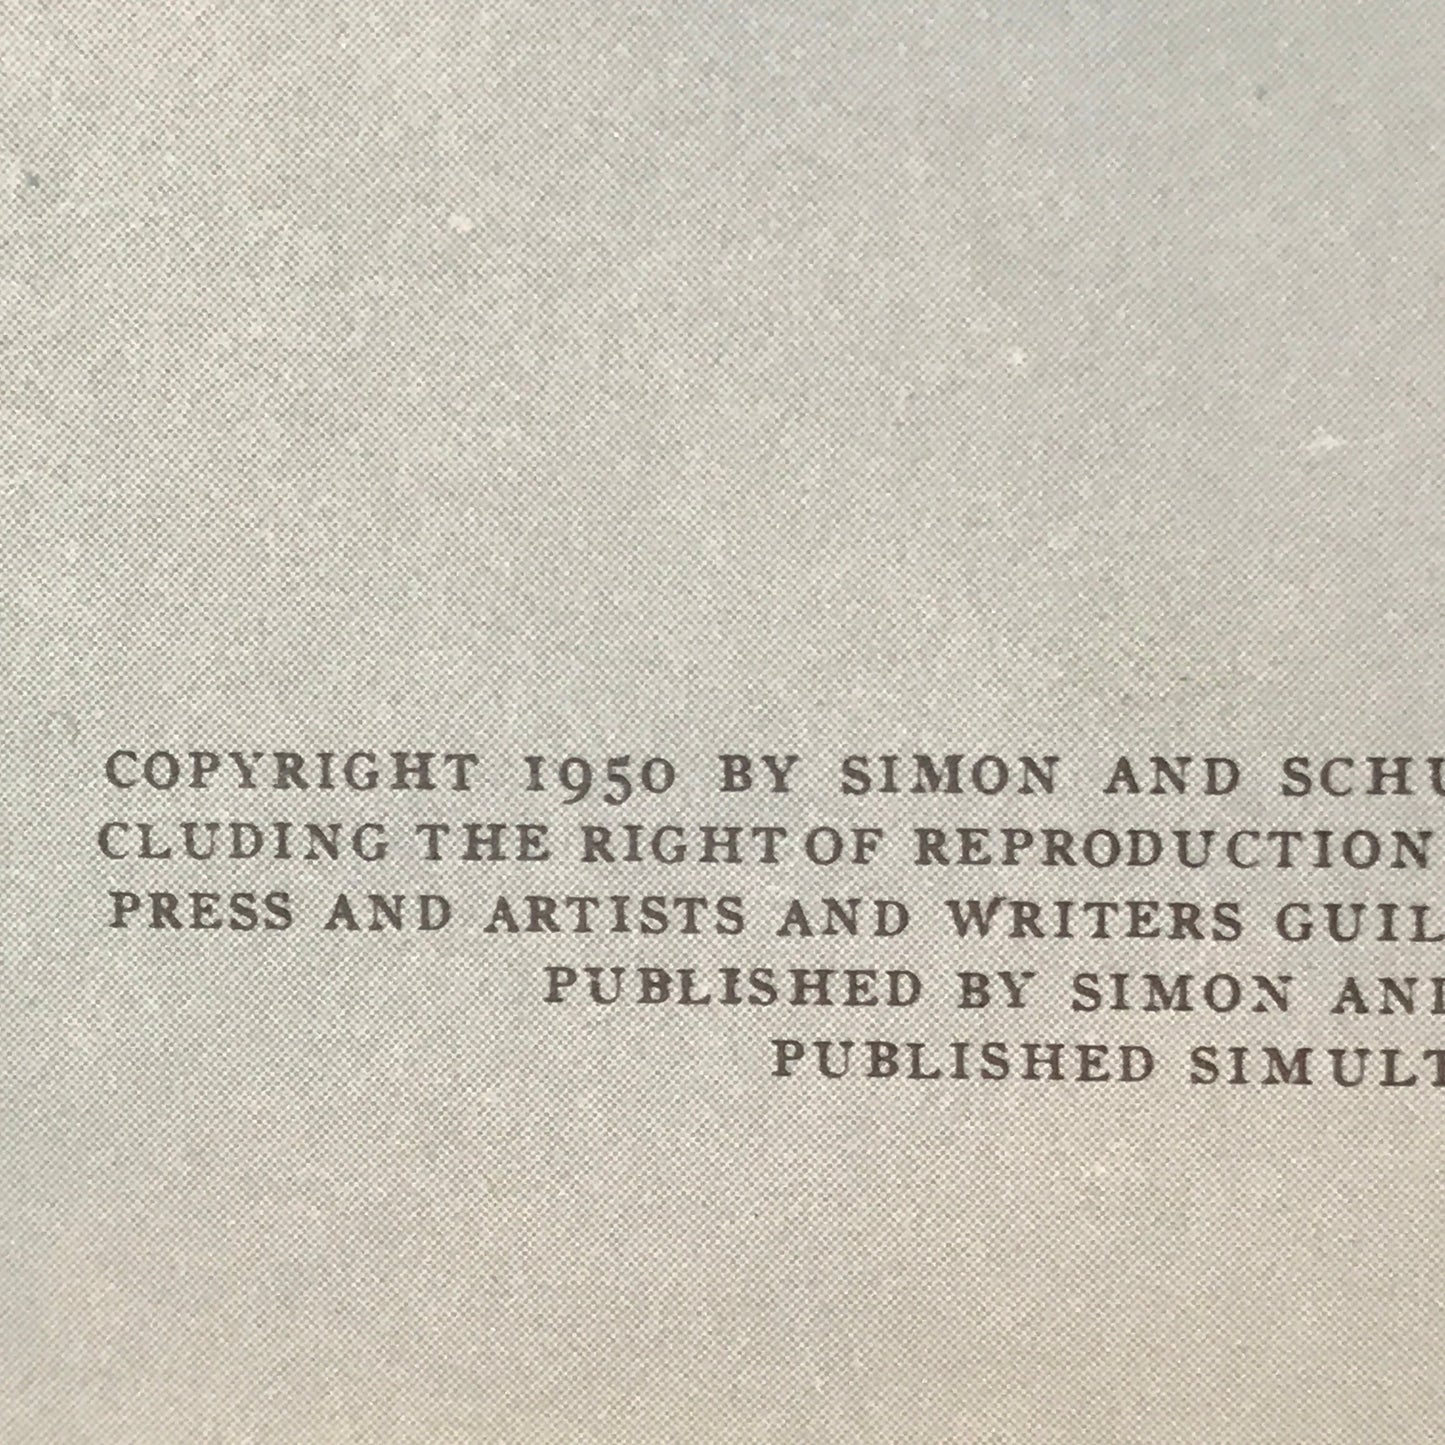 COPYRIGHT 1950 BY SIMON AND SCHU
CLUDING THE RIGHT OF REPRODUCTION
PRESS AND ARTISTS AND WRITERS GUIL
PUBLISHED BY SIMON AND
PUBLISHED SIMULT